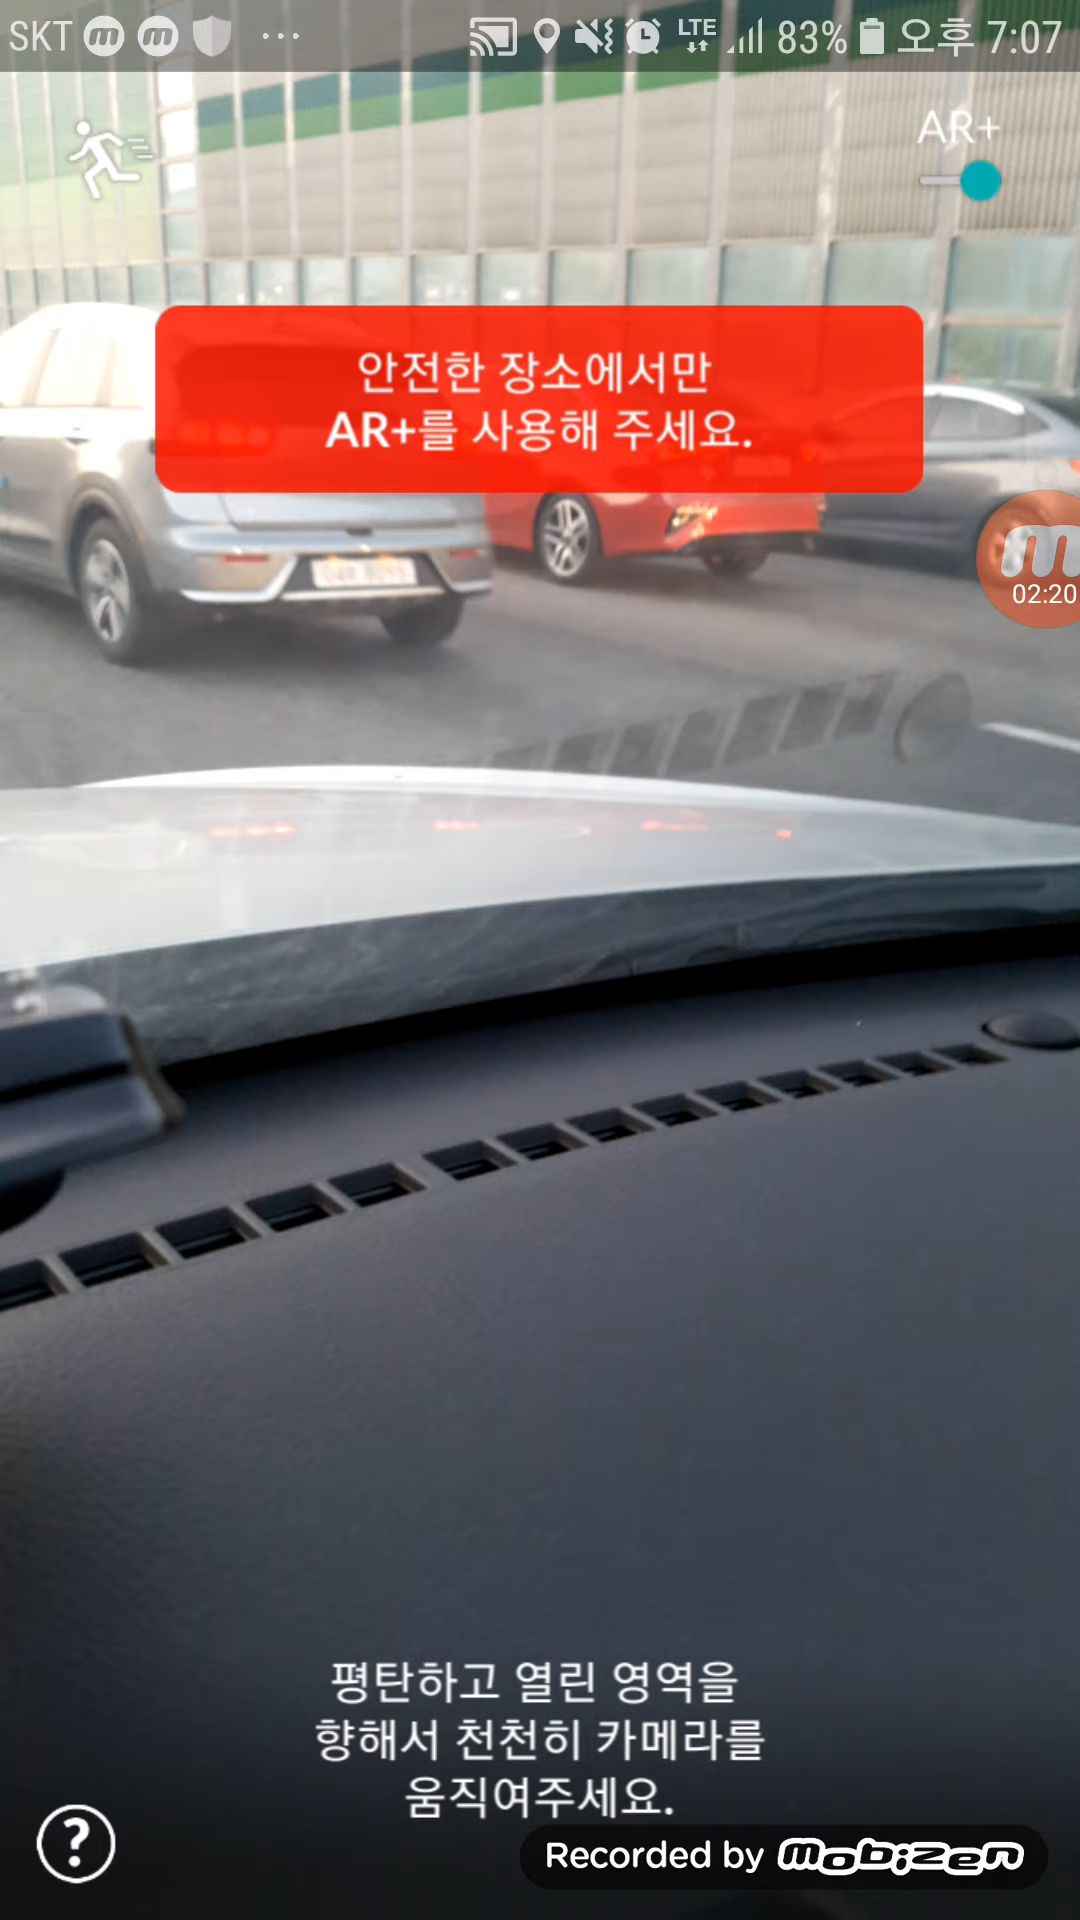 SKT
LTE
83%
오후 7:07
AR+
안전한 장소에서만
AR+를 사용해 주세요.
02:20
평탄하고 열린 영역을
향해서 천천히 카메라를
움직여주세요.
?
Recorded by mobizen